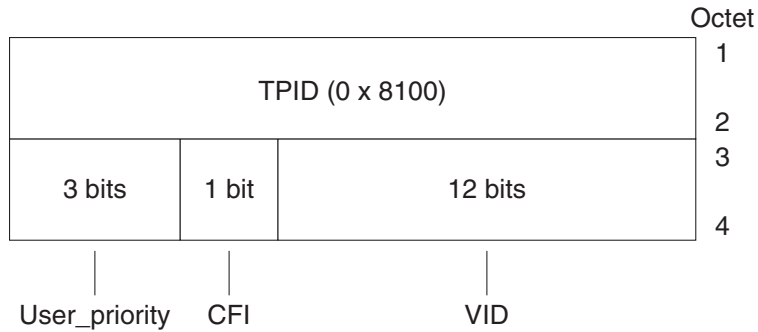 Octet
1
TPID (0 x 8100)
2
3
3 bits 1 bit 12 bits
4
User_priority CFI VID